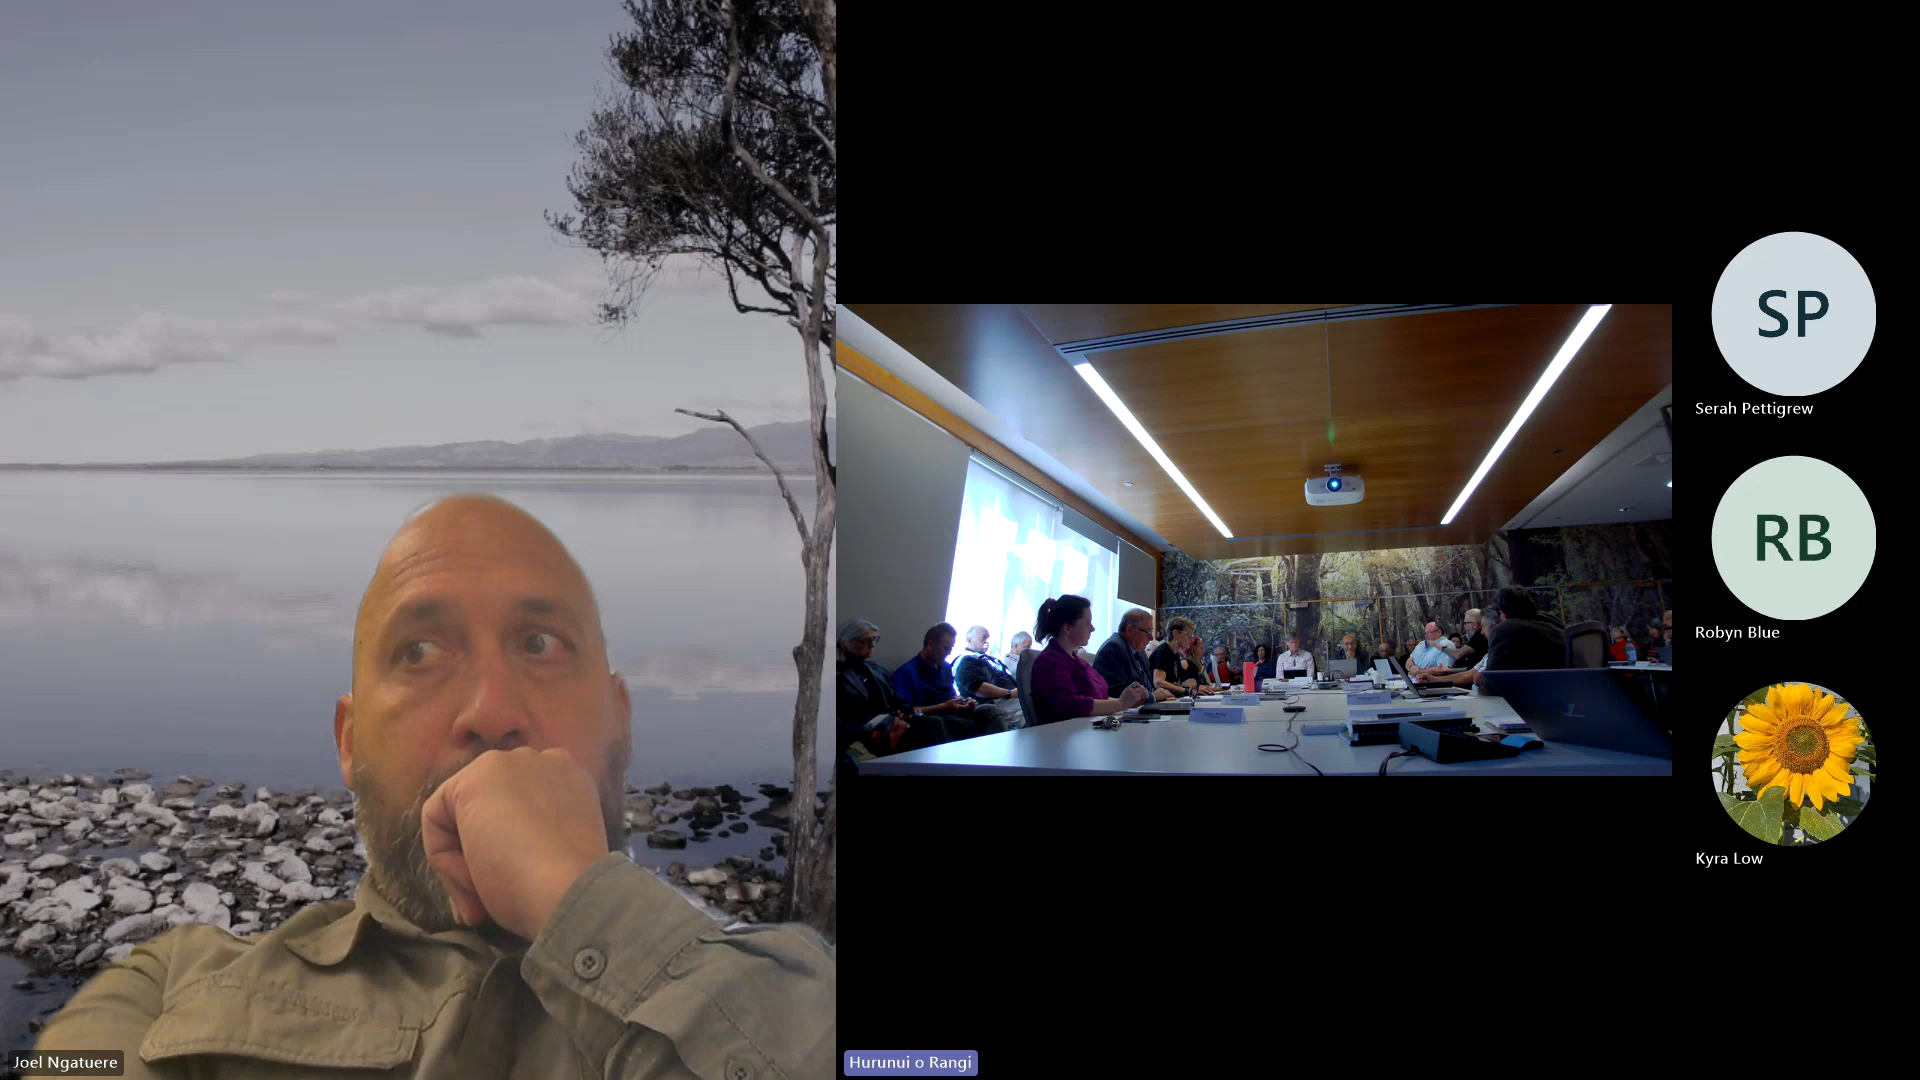 Joel Ngatuere
Hurunui o Rangi
SP
Serah Pettigrew
RB
Robyn Blue
Kyra Low